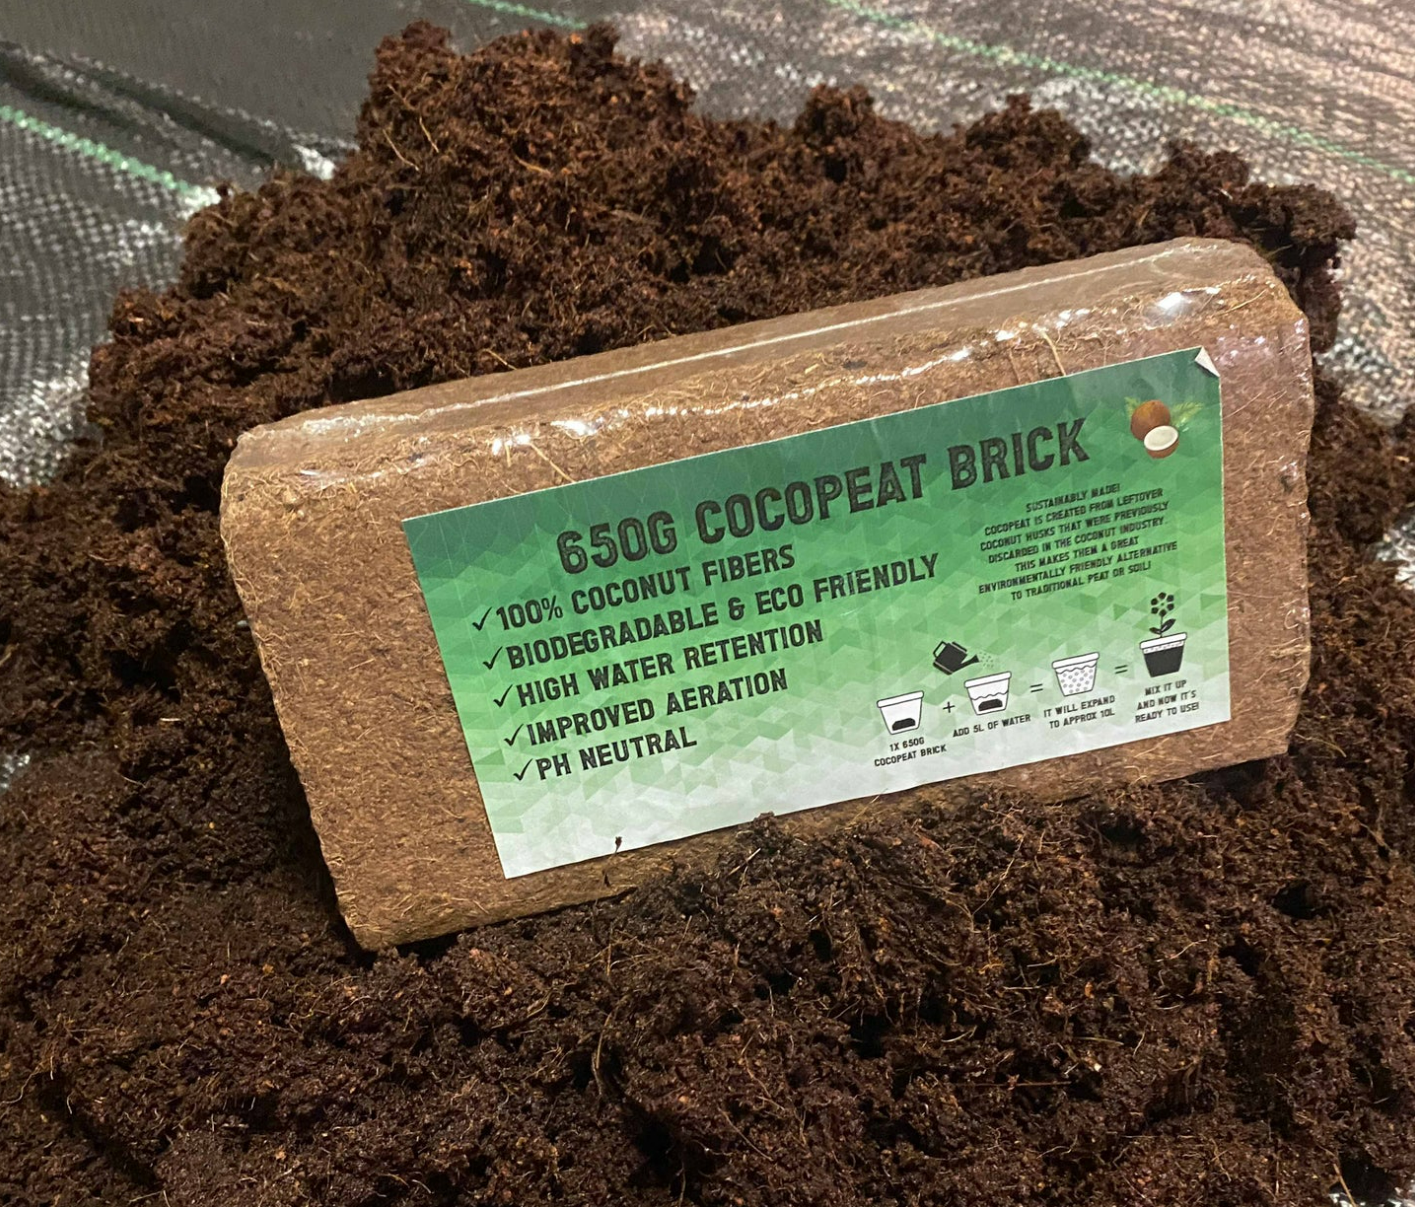 650G COCOPEAT BRICK
✓100% COCONUT FIBERS
✓BIODEGRADABLE & ECO FRIENDLY
✓HIGH WATER RETENTION
✓IMPROVED AERATION
✓PH NEUTRAL
SUSTAINABLY MADE!
COCOPEAT IS CREATED FROM LEFTOVER
COCONUT HUSKS THAT WERE PREVIOUSLY
DISCARDED IN THE COCONUT INDUSTRY.
THIS MAKES THEM A GREAT
ENVIRONMENTALLY FRIENDLY ALTERNATIVE
TO TRADITIONAL PEAT OR SOIL!
+ = =
1X 650G
COCOPEAT BRICK
ADD 5L OF WATER
IT WILL EXPAND
TO APPROX 10L
MIX IT UP
AND NOW IT'S
READY TO USE!